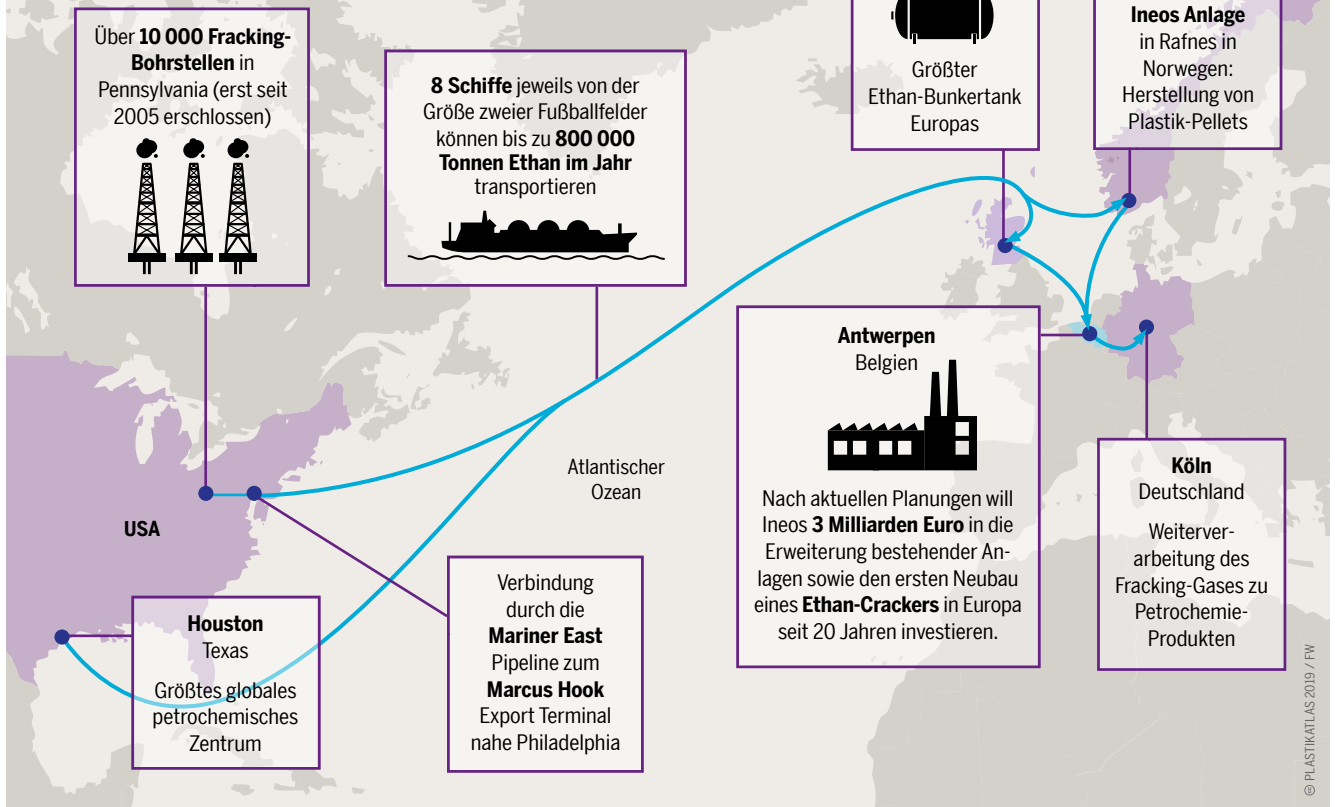 Über 10 000 Fracking-
Bohrstellen in
Pennsylvania (erst seit
2005 erschlossen)
8 Schiffe jeweils von der
Größe zweier Fußballfelder
können bis zu 800 000
Tonnen Ethan im Jahr
transportieren
Größter
Ethan-Bunkertank
Europas
Ineos Anlage
in Rafnes in
Norwegen:
Herstellung von
Plastik-Pellets
Antwerpen
Belgien
Nach aktuellen Planungen will
Ineos 3 Milliarden Euro in die
Erweiterung bestehender An-
lagen sowie den ersten Neubau
eines Ethan-Crackers in Europa
seit 20 Jahren investieren.
Köln
Deutschland
Weiterver-
arbeitung des
Fracking-Gases zu
Petrochemie-
Produkten
Atlantischer
Ozean
USA
Verbindung
durch die
Mariner East
Pipeline zum
Marcus Hook
Export Terminal
nahe Philadelphia
Houston
Texas
Größtes globales
petrochemisches
Zentrum
PLASTIKATLAS 2019 / FW